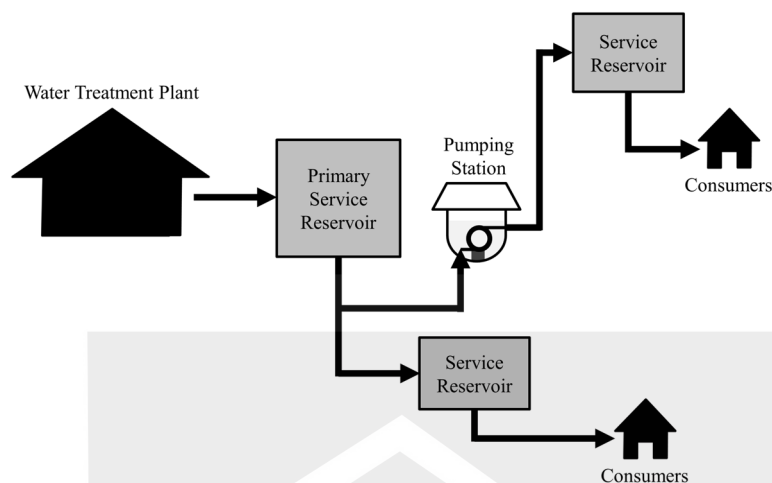 Water Treatment Plant
Primary
Service
Reservoir
Pumping
Station
Service
Reservoir
Consumers
Service
Reservoir
Consumers